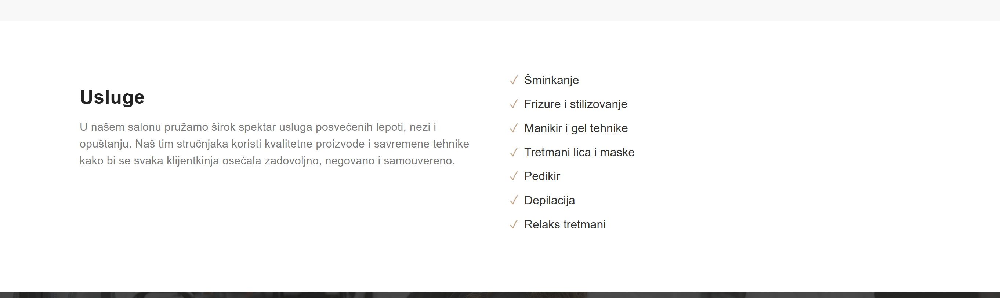 Usluge
U našem salonu pružamo širok spektar usluga posvećenih lepoti, nezi i
opuštanju. Naš tim stručnjaka koristi kvalitetne proizvode i savremene tehnike
kako bi se svaka klijentkinja osećala zadovoljno, negovano i samouvereno.
✓ Šminkanje
✓ Frizure i stilizovanje
✓ Manikir i gel tehnike
✓ Tretmani lica i maske
✓ Pedikir
✓ Depilacija
✓ Relaks tretmani